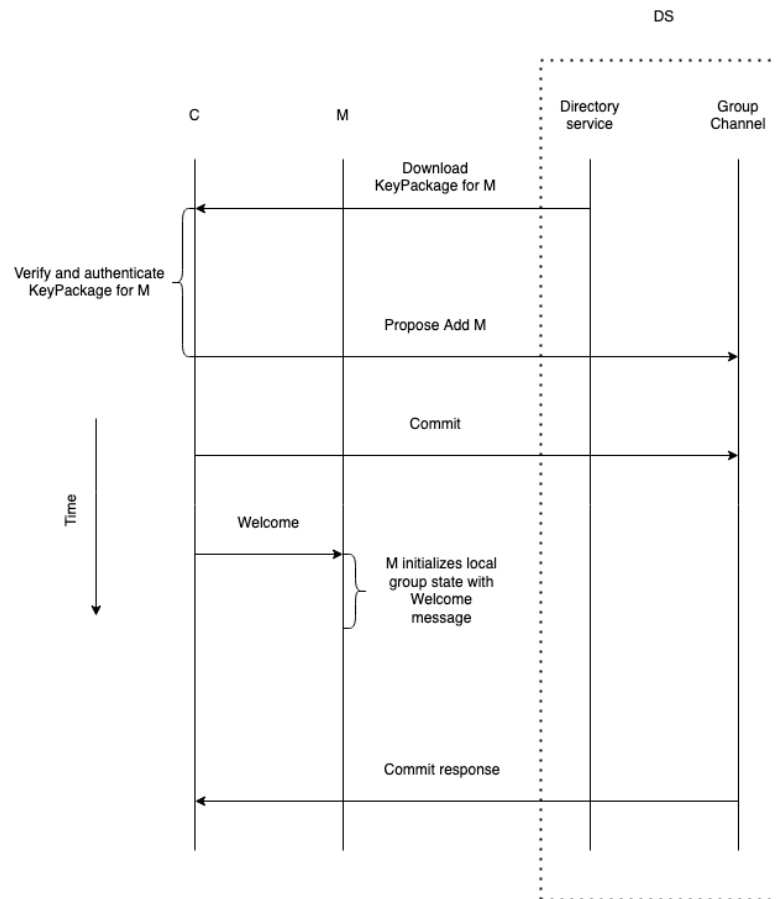 DS
C
M
Directory
service
Group
Channel
Download
KeyPackage for M
Verify and authenticate
KeyPackage for M
Propose Add M
Commit
Time
Welcome
M initializes local
group state with
Welcome
message
Commit response